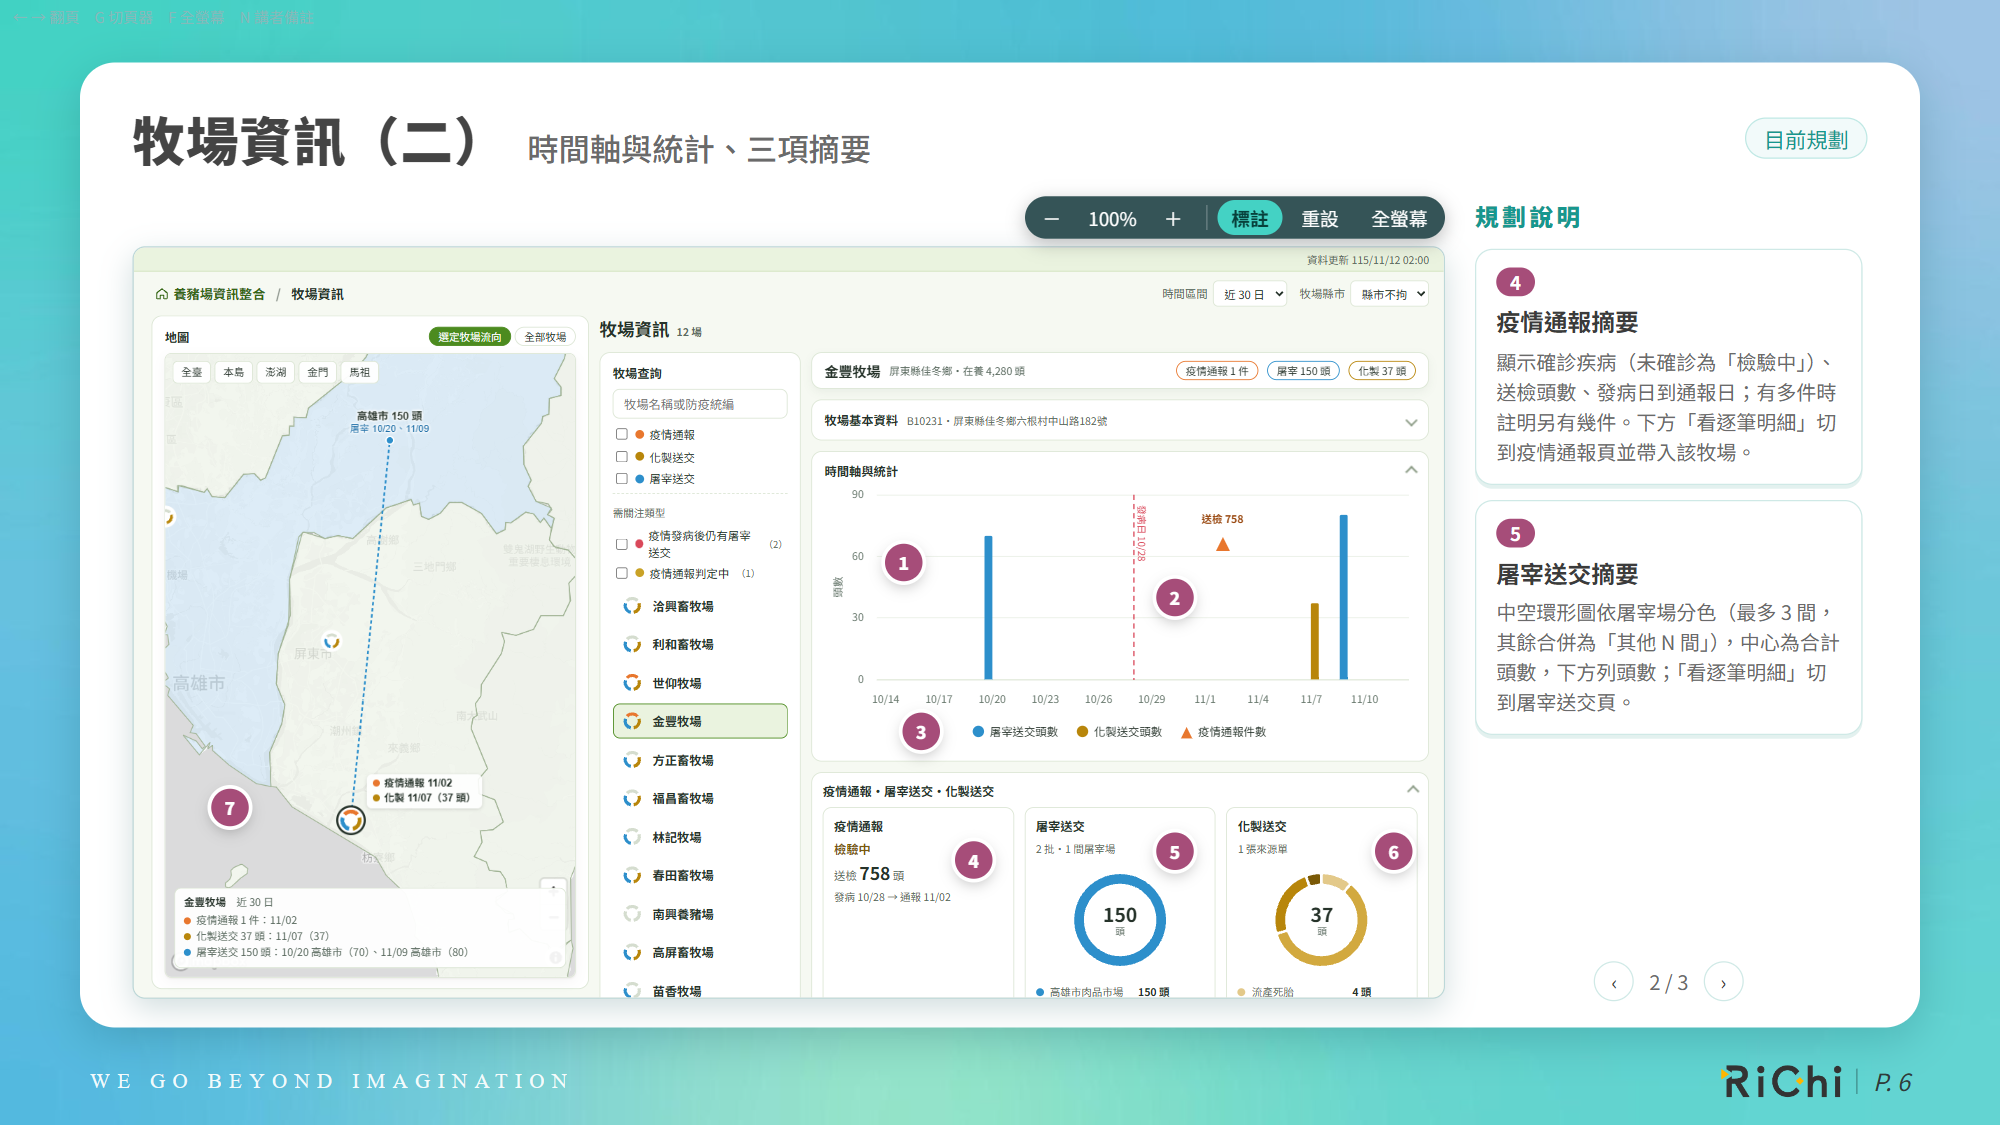 牧場資訊（二） 時間軸與統計、三項摘要
目前規劃
− 100% + 標註 重設 全螢幕
資料更新 115/11/12 02:00
養豬場資訊整合 / 牧場資訊
時間區間 近 30 日 牧場縣市 縣市不拘
地圖 選定牧場流向 全部牧場
全臺 本島 澎湖 金門 馬祖
高雄市 150 頭
屠宰 10/20、11/09
三地門鄉
屏東市
高雄市
來義鄉
疫情通報 11/02
化製 11/07（37 頭）
7
金豐牧場 近 30 日
疫情通報 1 件：11/02
化製送交 37 頭：11/07（37）
屠宰送交 150 頭：10/20 高雄市（70）、11/09 高雄市（80）
牧場資訊 12 場
牧場查詢
牧場名稱或防疫統編
疫情通報
化製送交
屠宰送交
需關注類型
疫情發病後仍有屠宰
送交 （2）
疫情通報判定中 （1）
洽興畜牧場
利和畜牧場
世仰牧場
金豐牧場
方正畜牧場
福昌畜牧場
林記牧場
春田畜牧場
南興養豬場
高屏畜牧場
苗香牧場
金豐牧場 屏東縣佳冬鄉・在養 4,280 頭
疫情通報 1 件 屠宰 150 頭 化製 37 頭
牧場基本資料 B10231・屏東縣佳冬鄉六根村中山路182號
時間軸與統計
頭數
90
60
30
0
發病日 10/28
送檢 758
1
2
10/14 10/17 10/20 10/23 10/26 10/29 11/1 11/4 11/7 11/10
3
屠宰送交頭數 化製送交頭數 疫情通報件數
疫情通報・屠宰送交・化製送交
疫情通報
檢驗中
送檢 758 頭
發病 10/28 → 通報 11/02
4
屠宰送交
2 批・1 間屠宰場
5
150
頭
高雄市肉品市場 150 頭
化製送交
1 張來源單
6
37
頭
流產死胎 4 頭
規劃說明
4
疫情通報摘要
顯示確診疾病（未確診為「檢驗中」）、
送檢頭數、發病日到通報日；有多件時
註明另有幾件。下方「看逐筆明細」切
到疫情通報頁並帶入該牧場。
5
屠宰送交摘要
中空環形圖依屠宰場分色（最多 3 間，
其餘合併為「其他 N 間」），中心為合計
頭數，下方列頭數；「看逐筆明細」切
到屠宰送交頁。
‹ 2 / 3 ›
WE GO BEYOND IMAGINATION
RiChi P. 6